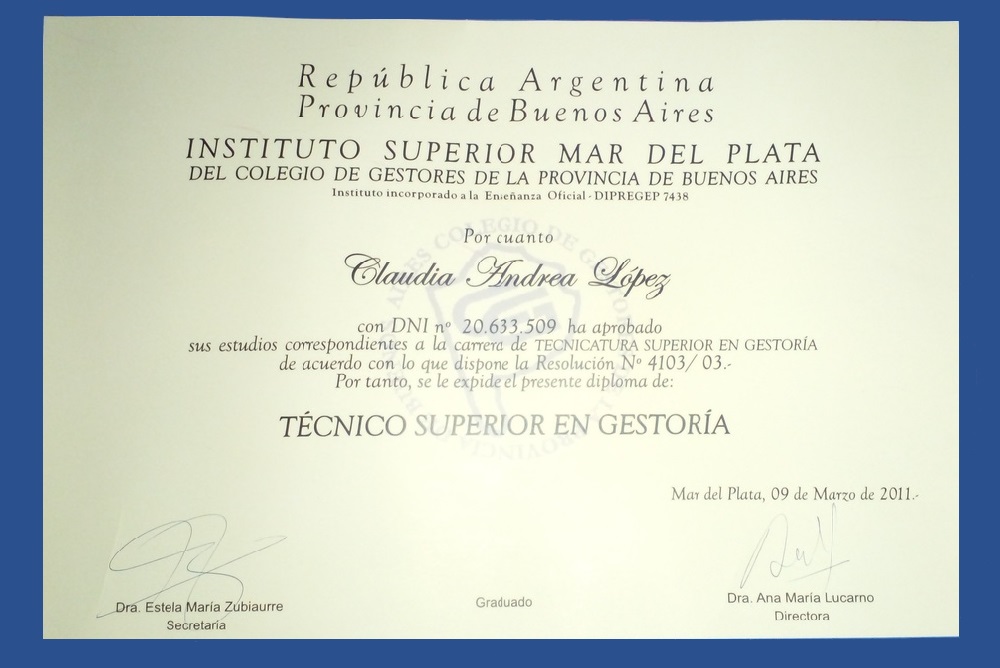 República Argentina
Provincia de Buenos Aires
INSTITUTO SUPERIOR MAR DEL PLATA
DEL COLEGIO DE GESTORES DE LA PROVINCIA DE BUENOS AIRES
Instituto incorporado a la Enseñanza Oficial - DIPREGEP 7438
Por cuanto
Claudia Andrea López
con DNI nº 20.633.509 ha aprobado
sus estudios correspondientes a la carrera de TECNICATURA SUPERIOR EN GESTORÍA
de acuerdo con lo que dispone la Resolución Nº 4103/ 03.-
Por tanto, se le expide el presente diploma de:
TÉCNICO SUPERIOR EN GESTORÍA
Mar del Plata, 09 de Marzo de 2011.-
Dra. Estela María Zubiaurre
Secretaría
Graduado
Dra. Ana María Lucarno
Directora